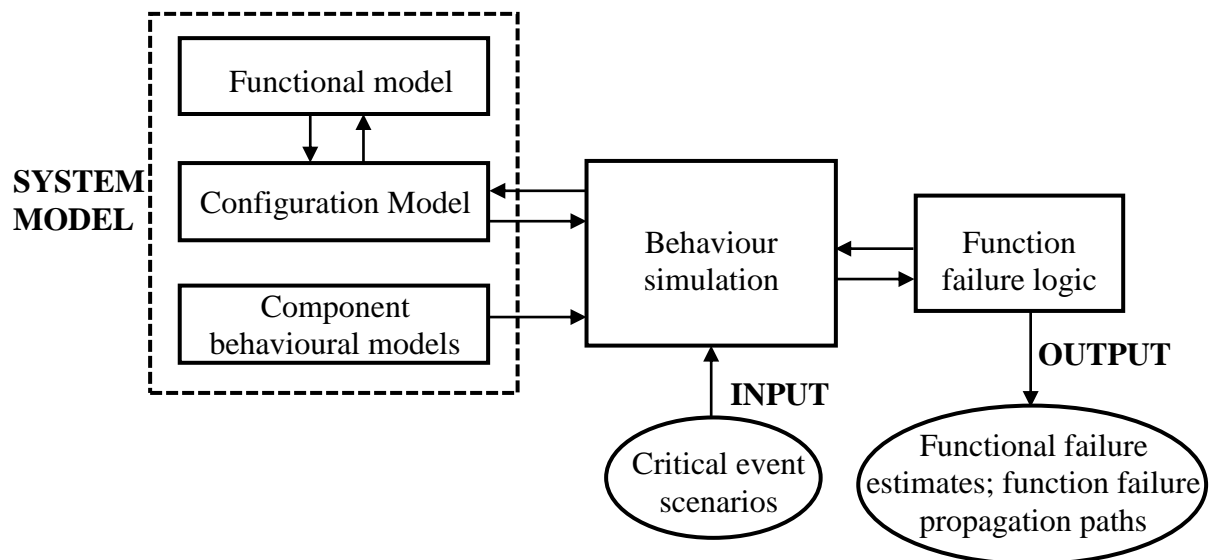 Functional model
SYSTEM
MODEL
Configuration Model
Component
behavioural models
Behaviour
simulation
Function
failure logic
INPUT
OUTPUT
Critical event
scenarios
Functional failure
estimates; function failure
propagation paths